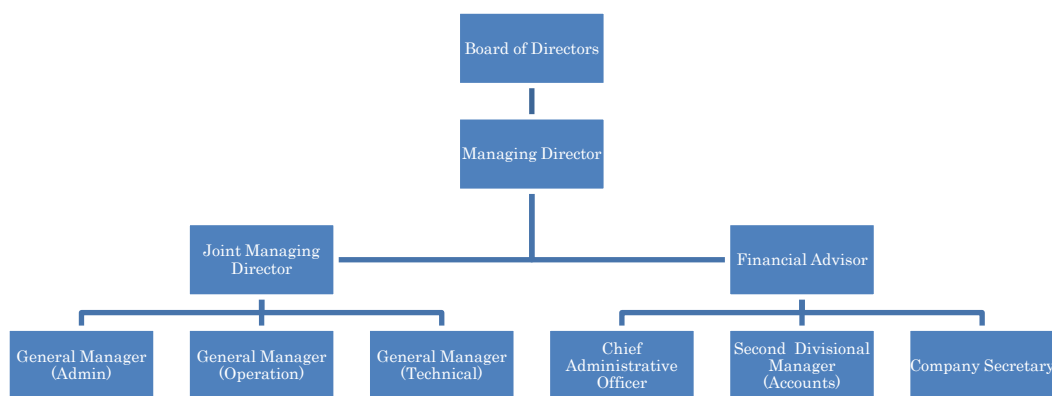 Board of Directors
Managing Director
Joint Managing
Director
Financial Advisor
General Manager
(Admin)
General Manager
(Operation)
General Manager
(Technical)
Chief
Administrative
Officer
Second Divisional
Manager
(Accounts)
Company Secretary